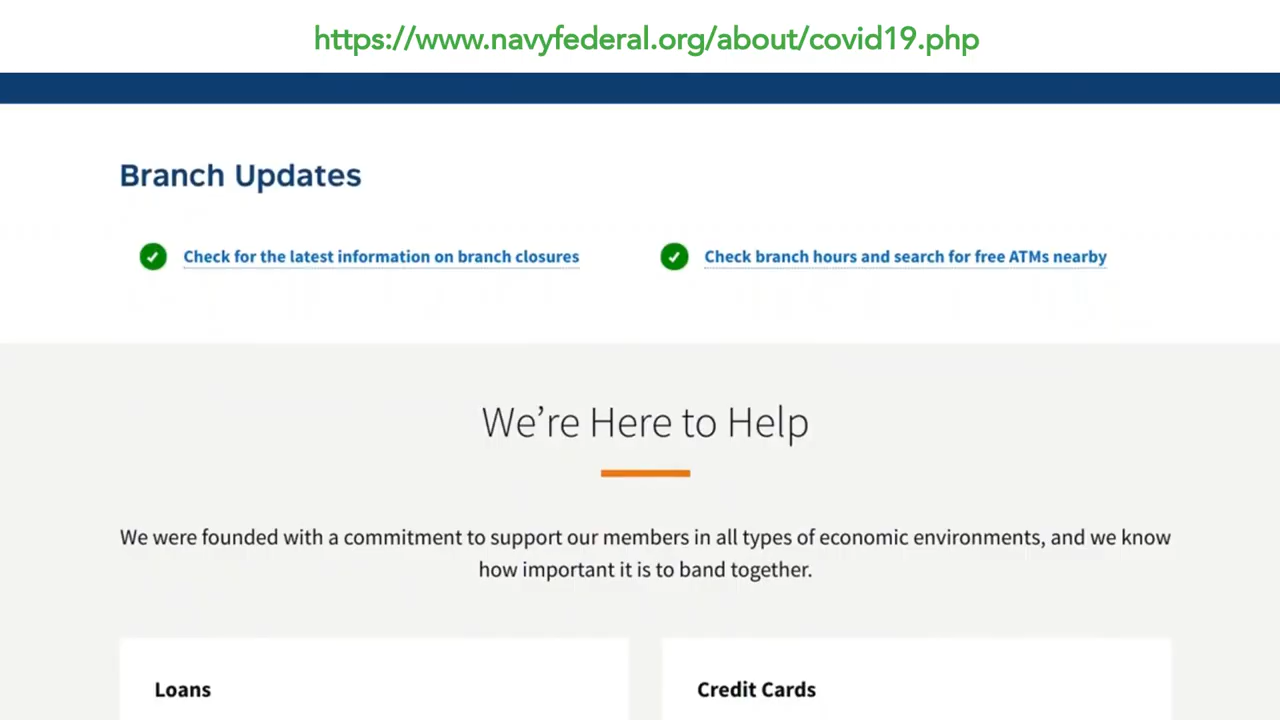 https://www.navyfederal.org/about/covid19.php
Branch Updates
Check for the latest information on branch closures
Check branch hours and search for free ATMs nearby
We’re Here to Help
We were founded with a commitment to support our members in all types of economic environments, and we know
how important it is to band together.
Loans
Credit Cards